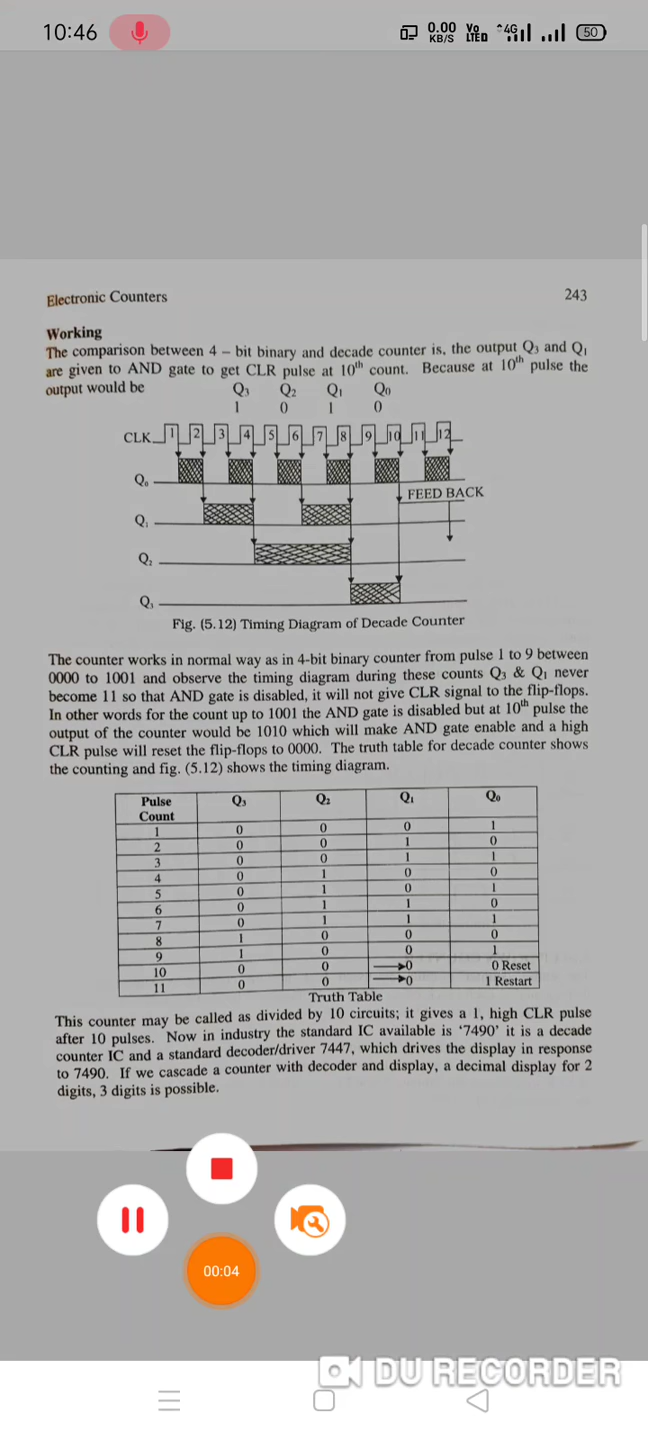 10:46
0.00 KB/S Vo LTED 4G 50
Electronic Counters 243
Working
The comparison between 4 – bit binary and decade counter is, the output Q₃ and Q₁
are given to AND gate to get CLR pulse at 10th count. Because at 10th pulse the
output would be Q₃ Q₂ Q₁ Q₀
1 0 1 0
CLK 1 2 3 4 5 6 7 8 9 10 11 12
Q₀
FEED BACK
Q₁
Q₂
Q₃
Fig. (5.12) Timing Diagram of Decade Counter
The counter works in normal way as in 4-bit binary counter from pulse 1 to 9 between
0000 to 1001 and observe the timing diagram during these counts Q₃ & Q₁ never
become 11 so that AND gate is disabled, it will not give CLR signal to the flip-flops.
In other words for the count up to 1001 the AND gate is disabled but at 10th pulse the
output of the counter would be 1010 which will make AND gate enable and a high
CLR pulse will reset the flip-flops to 0000. The truth table for decade counter shows
the counting and fig. (5.12) shows the timing diagram.
Pulse Count Q₃ Q₂ Q₁ Q₀
1 0 0 0 1
2 0 0 1 0
3 0 0 1 1
4 0 1 0 0
5 0 1 0 1
6 0 1 1 0
7 0 1 1 1
8 1 0 0 0
9 1 0 0 1
10 0 0 0 0 Reset
11 0 0 0 1 Restart
Truth Table
This counter may be called as divided by 10 circuits; it gives a 1, high CLR pulse
after 10 pulses. Now in industry the standard IC available is ‘7490’ it is a decade
counter IC and a standard decoder/driver 7447, which drives the display in response
to 7490. If we cascade a counter with decoder and display, a decimal display for 2
digits, 3 digits is possible.
00:04
DU RECORDER